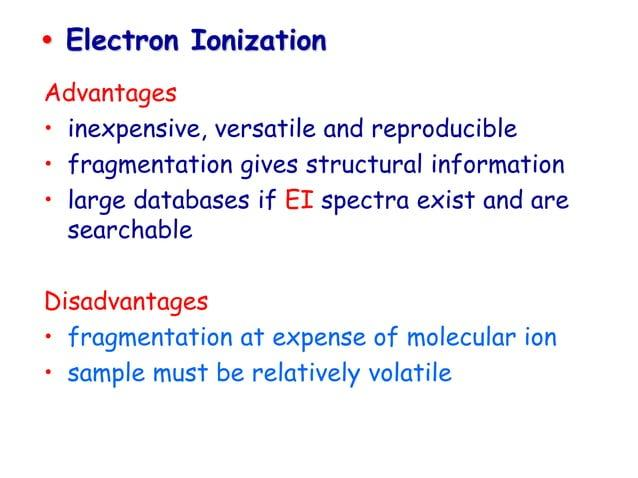 • Electron Ionization
Advantages
• inexpensive, versatile and reproducible
• fragmentation gives structural information
• large databases if EI spectra exist and are
searchable
Disadvantages
• fragmentation at expense of molecular ion
• sample must be relatively volatile